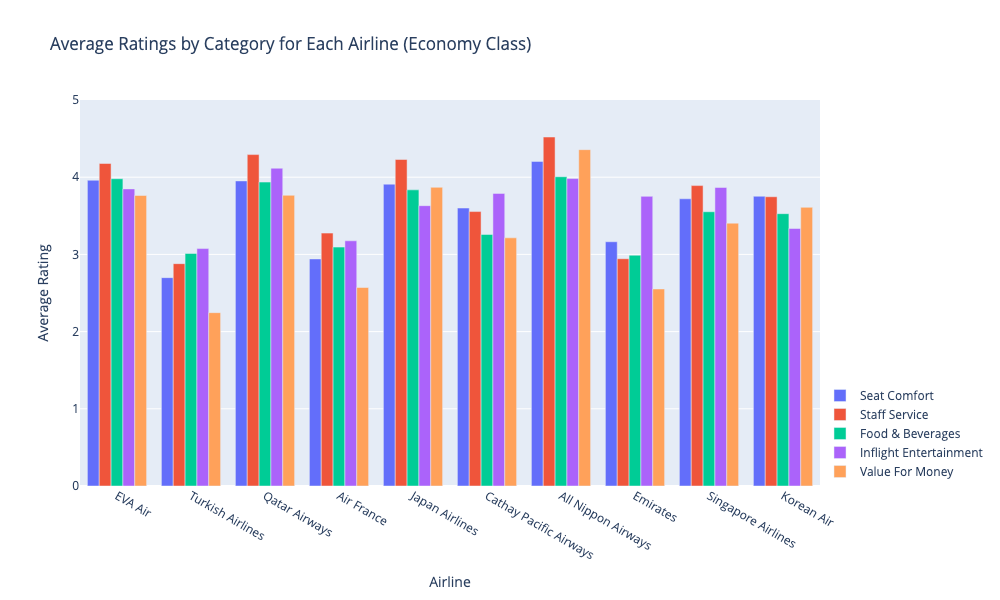 Average Ratings by Category for Each Airline (Economy Class)
5
4
3
2
1
0
Average Rating
EVA Air
Turkish Airlines
Qatar Airways
Air France
Japan Airlines
Cathay Pacific Airways
All Nippon Airways
Emirates
Singapore Airlines
Korean Air
Airline
Seat Comfort
Staff Service
Food & Beverages
Inflight Entertainment
Value For Money